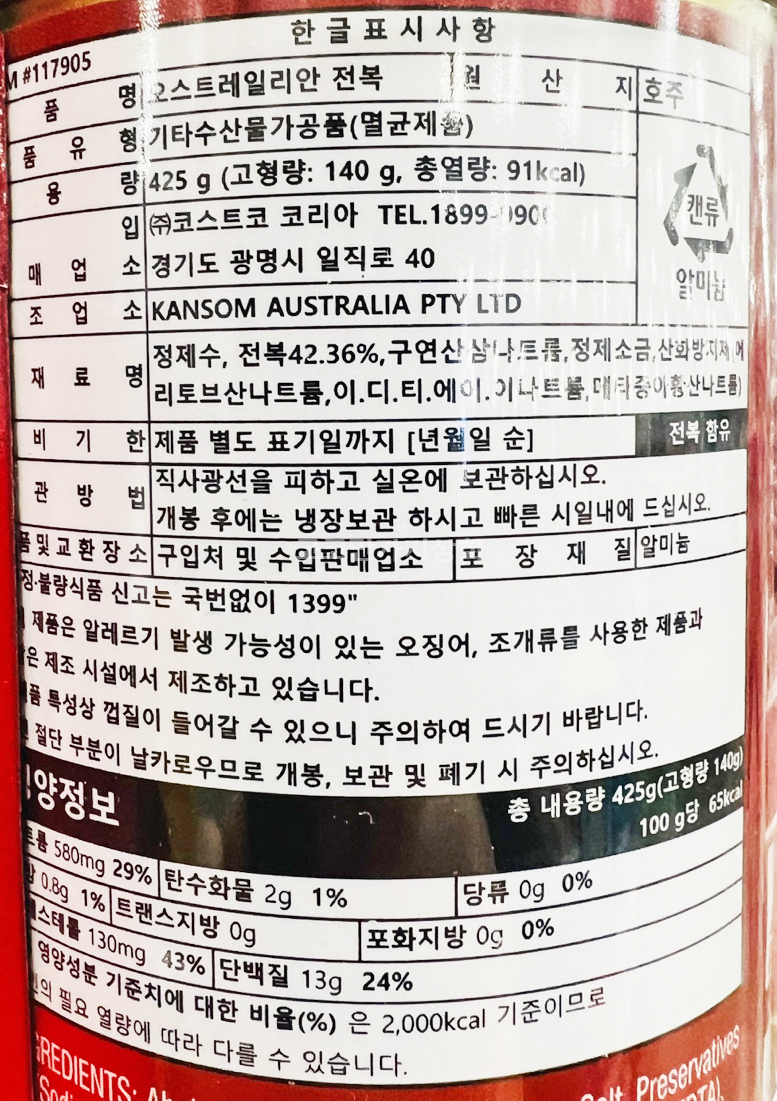 한글표시사항
M #117905
품 명 오스트레일리안 전복 원 산 지 호주
품 유 형 기타수산물가공품(멸균제품)
용 량 425 g (고형량: 140 g, 총열량: 91kcal)
캔류
알미늄
입 ㈜코스트코 코리아 TEL.1899-9900
매 업 소 경기도 광명시 일직로 40
조 업 소 KANSOM AUSTRALIA PTY LTD
재 료 명 정제수, 전복42.36%,구연산삼나트륨,정제소금,산화방지제(에
리토브산나트륨,이.디.티.에이.이나트륨,메타중아황산나트륨)
전복 함유
비 기 한 제품 별도 표기일까지 [년월일 순]
관 방 법 직사광선을 피하고 실온에 보관하십시오.
개봉 후에는 냉장보관 하시고 빠른 시일내에 드십시오.
품및교환장소 구입처 및 수입판매업소 포 장 재 질 알미늄
정·불량식품 신고는 국번없이 1399"
제품은 알레르기 발생 가능성이 있는 오징어, 조개류를 사용한 제품과
은 제조 시설에서 제조하고 있습니다.
품 특성상 껍질이 들어갈 수 있으니 주의하여 드시기 바랍니다.
절단 부분이 날카로우므로 개봉, 보관 및 폐기 시 주의하십시오.
양정보 총 내용량 425g(고형량 140g)
100 g당 65kcal
트륨 580mg 29% 탄수화물 2g 1% 당류 0g 0%
방 0.8g 1% 트랜스지방 0g 포화지방 0g 0%
레스테롤 130mg 43% 단백질 13g 24%
영양성분 기준치에 대한 비율(%) 은 2,000kcal 기준이므로
의 필요 열량에 따라 다를 수 있습니다.
GREDIENTS: Salt, Preservatives